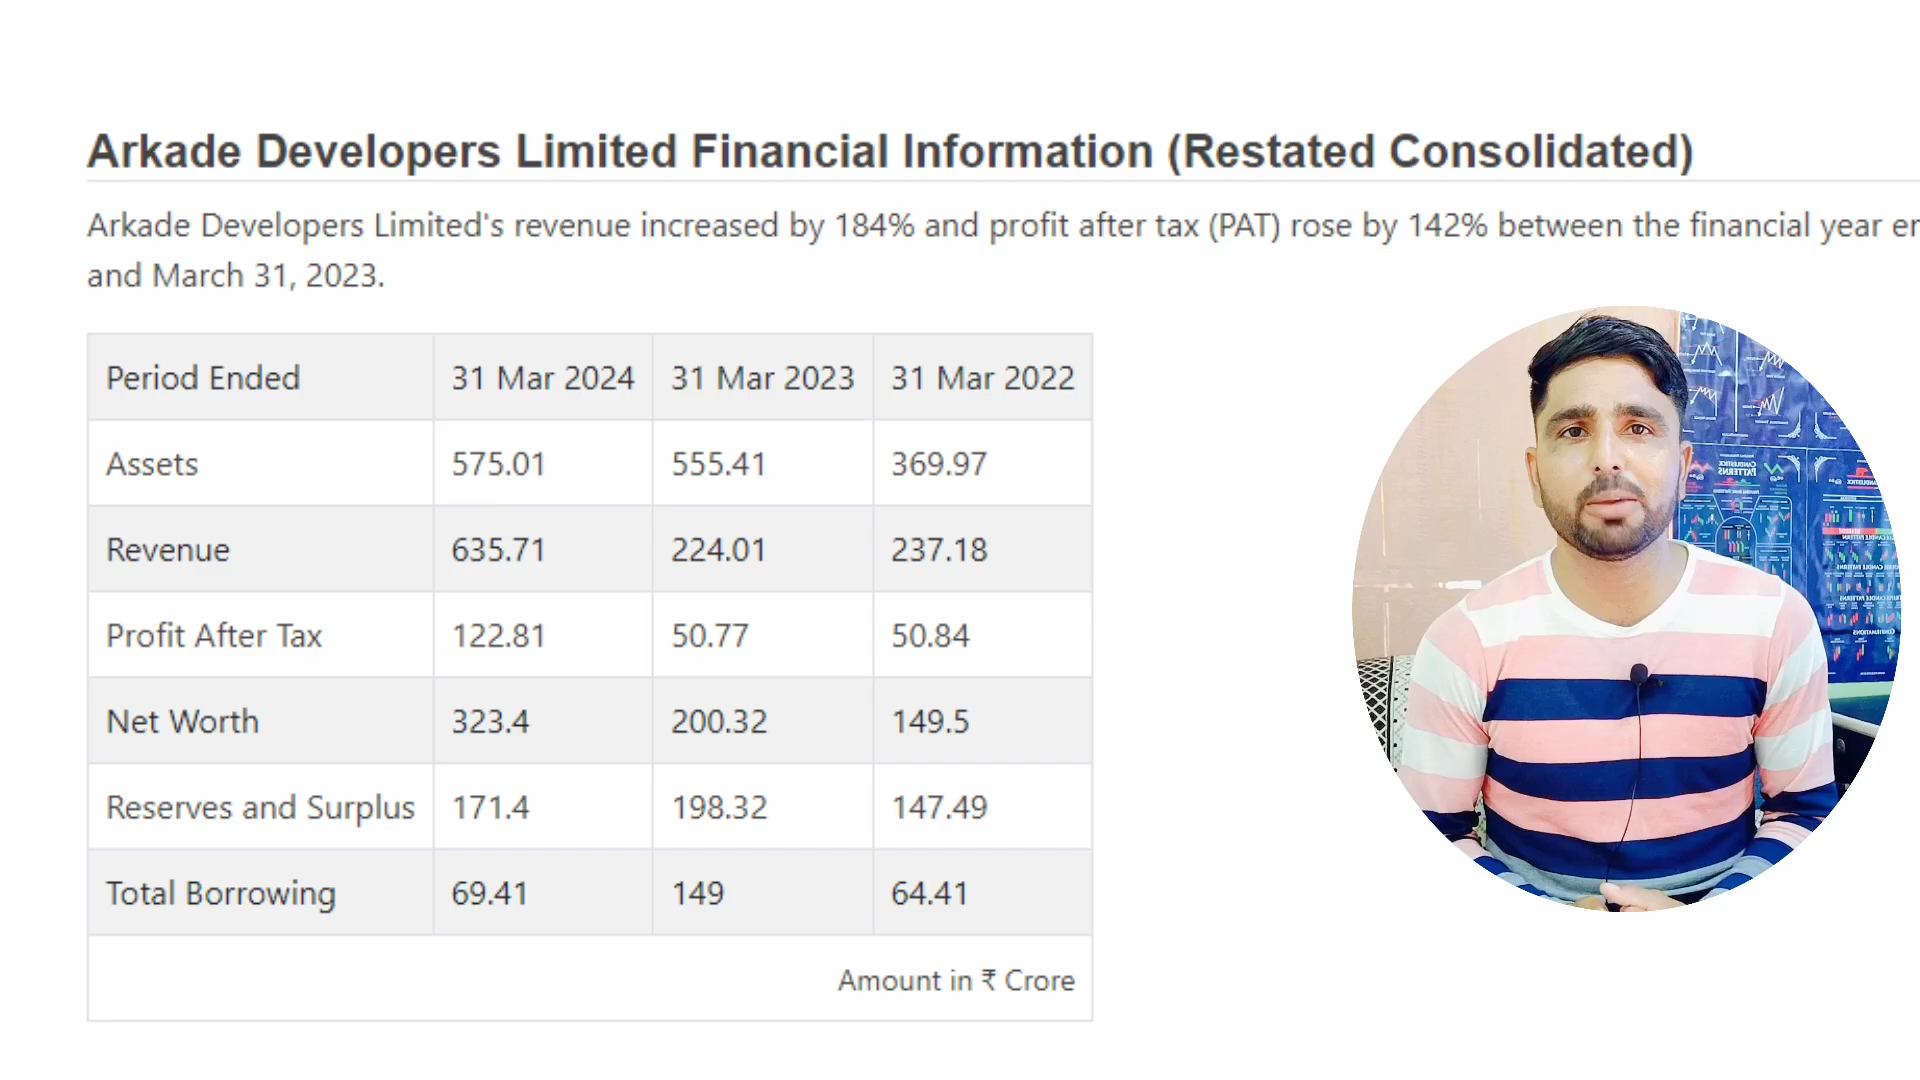 Arkade Developers Limited Financial Information (Restated Consolidated)
Arkade Developers Limited's revenue increased by 184% and profit after tax (PAT) rose by 142% between the financial year er
and March 31, 2023.
Period Ended 31 Mar 2024 31 Mar 2023 31 Mar 2022
Assets 575.01 555.41 369.97
Revenue 635.71 224.01 237.18
Profit After Tax 122.81 50.77 50.84
Net Worth 323.4 200.32 149.5
Reserves and Surplus 171.4 198.32 147.49
Total Borrowing 69.41 149 64.41
Amount in ₹ Crore
CANDLESTICK
PATTERNS